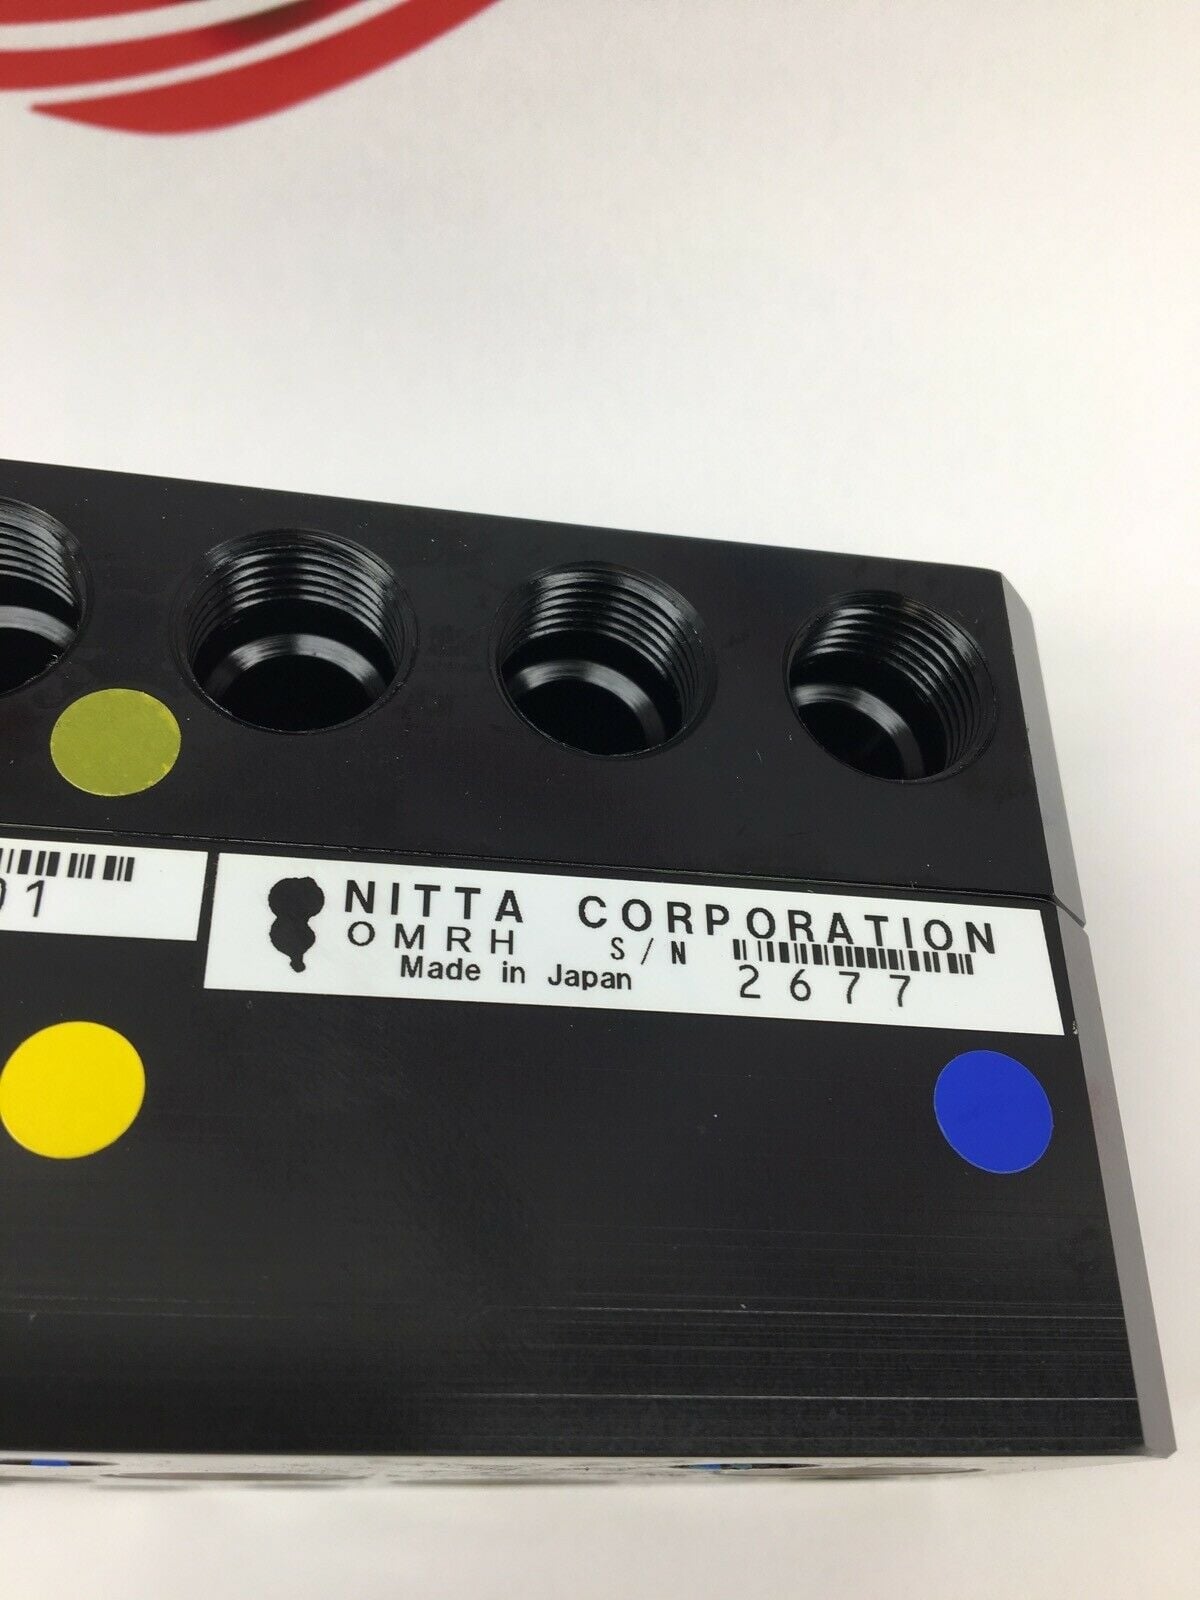 01
NITTA CORPORATION
OMRH S/N
Made in Japan 2677